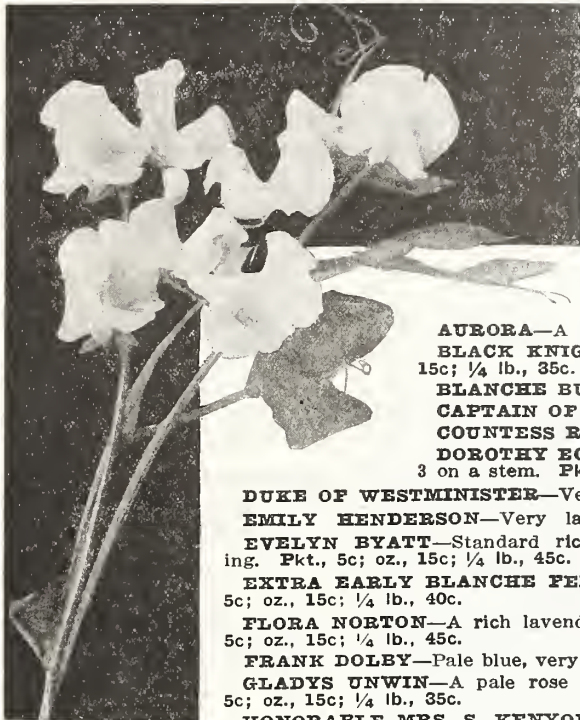 AURORA—A
BLACK KNIG
15c; ¼ lb., 35c.
BLANCHE BU
CAPTAIN OF
COUNTESS R
DOROTHY EC
3 on a stem. Pk
DUKE OF WESTMINISTER—Ve
EMILY HENDERSON—Very la
EVELYN BYATT—Standard ric
ing. Pkt., 5c; oz., 15c; ¼ lb., 45c.
EXTRA EARLY BLANCHE FE
5c; oz., 15c; ¼ lb., 40c.
FLORA NORTON—A rich lavend
5c; oz., 15c; ¼ lb., 45c.
FRANK DOLBY—Pale blue, very
GLADYS UNWIN—A pale rose
5c; oz., 15c; ¼ lb., 35c.
HONORABLE MRS. S. KENYO